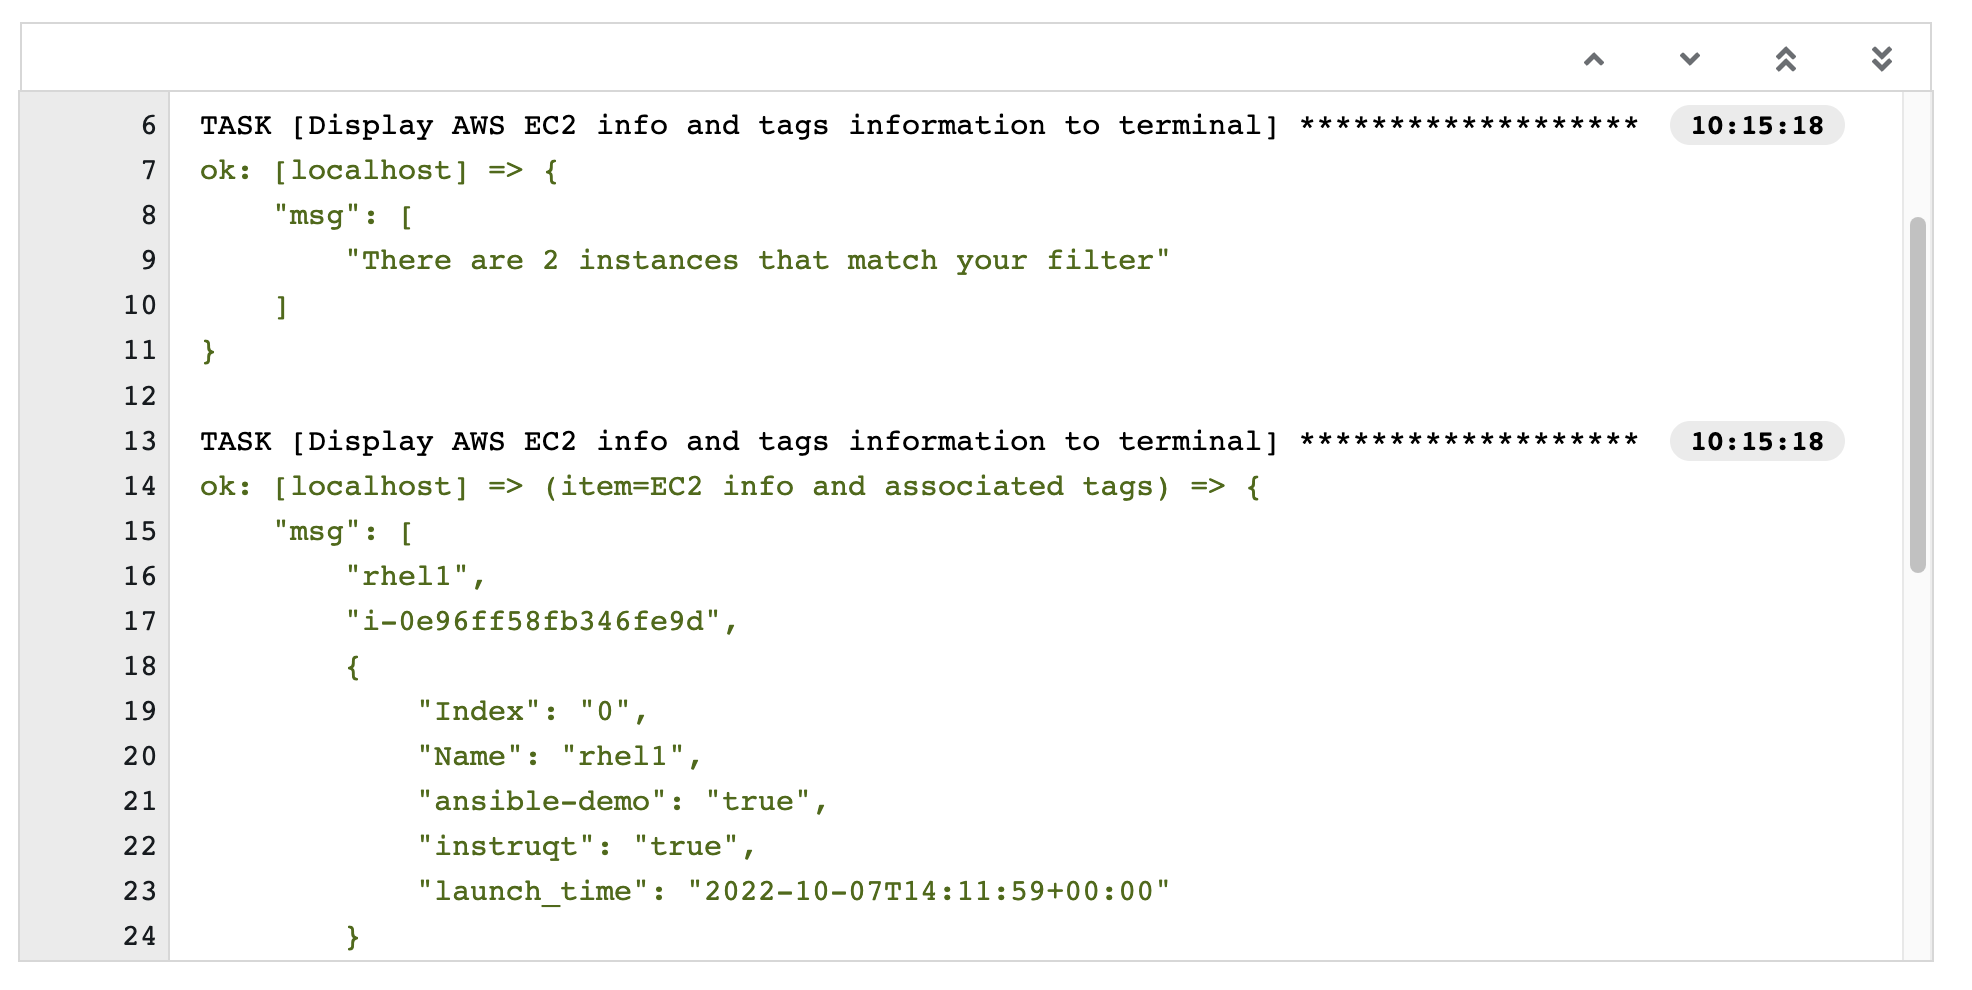 6 TASK [Display AWS EC2 info and tags information to terminal] ******************* 10:15:18
7 ok: [localhost] => {
8     "msg": [
9         "There are 2 instances that match your filter"
10     ]
11 }
12
13 TASK [Display AWS EC2 info and tags information to terminal] ******************* 10:15:18
14 ok: [localhost] => (item=EC2 info and associated tags) => {
15     "msg": [
16         "rhel1",
17         "i-0e96ff58fb346fe9d",
18         {
19             "Index": "0",
20             "Name": "rhel1",
21             "ansible-demo": "true",
22             "instruqt": "true",
23             "launch_time": "2022-10-07T14:11:59+00:00"
24         }